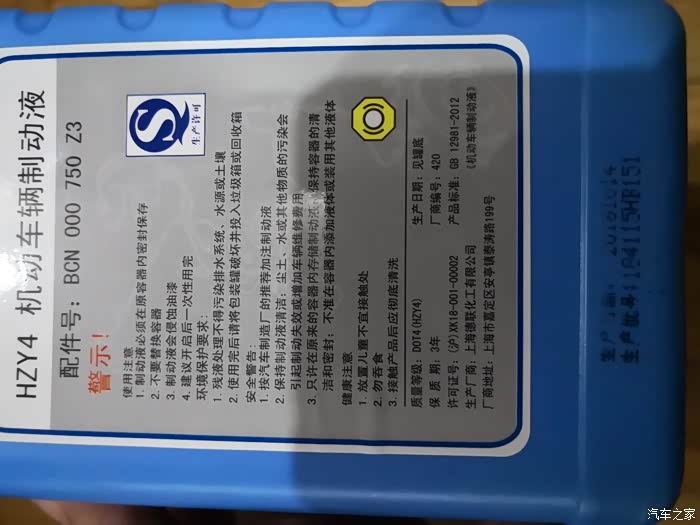 HZY4 机动车辆制动液
配件号: BCN 000 750 Z3
警示!
生产许可
使用注意
1. 制动液必须在原容器内密封保存
2. 不要替换容器
3. 制动液会侵蚀油漆
4. 建议开启后一次性用完
环境保护要求:
1. 残液处理不得污染排水系统、水源或土壤
2. 使用完后请将包装罐破坏并投入垃圾箱或回收箱
安全警告:
1. 按汽车制造厂的推荐加注制动液
2. 保持制动液清洁: 尘土、水或其他物质的污染会
引起制动失效或增加车辆维修费用
3. 只许在原来的容器内存储制动液, 保持容器的清
洁和密封; 不准在容器内添加液体或装用其他液体
健康注意
1. 放置儿童不宜接触处
2. 勿吞食
3. 接触产品后应彻底清洗
质量等级: DOT4(HZY4)
生产日期: 见罐底
保 质 期: 3年
厂商编号: 420
许可证号: (沪)XK18-001-00002
产品标准: GB 12981-2012
生产厂商: 上海德联化工有限公司
《机动车辆制动液》
厂商地址: 上海市嘉定区安亭镇泰涛路199号
生产
生产批号:
汽车之家